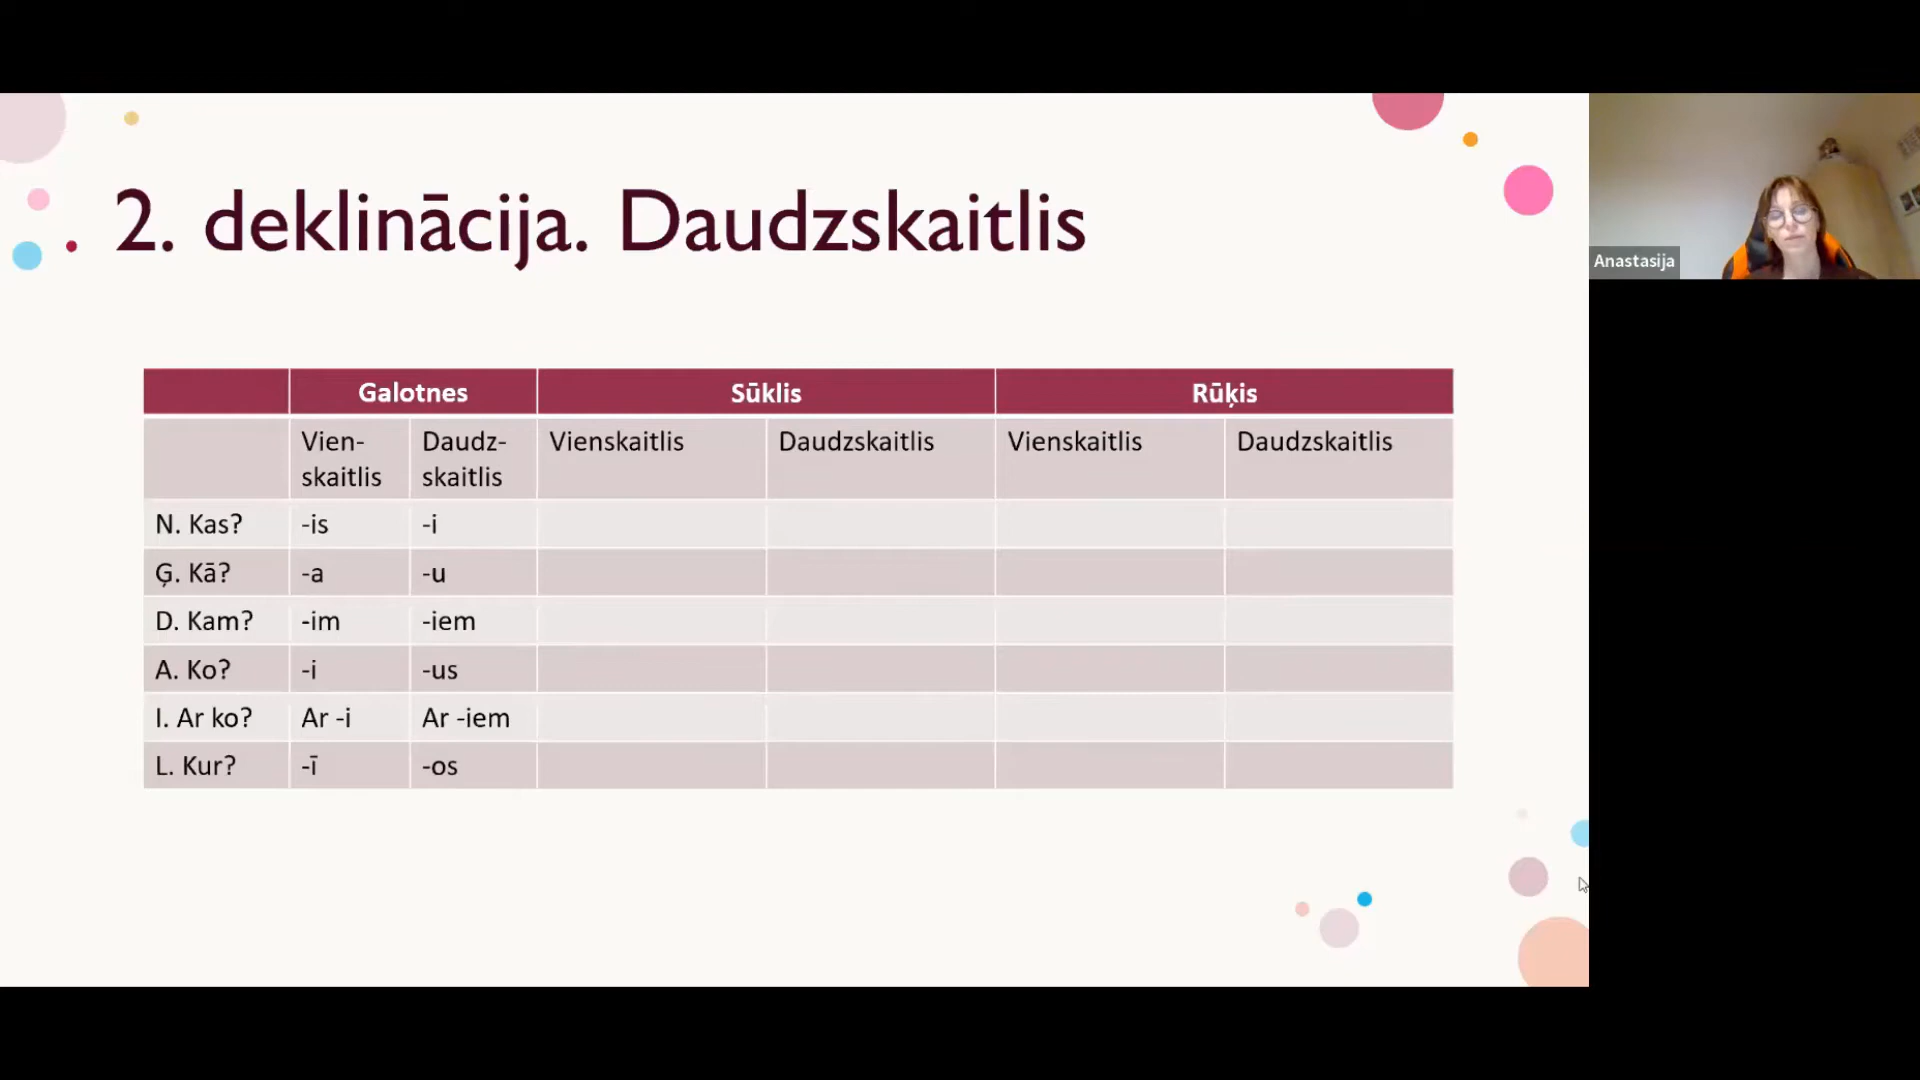 2. deklinācija. Daudzskaitlis
Anastasija
Galotnes Sūklis Rūķis
Vien-skaitlis Daudz-skaitlis Vienskaitlis Daudzskaitlis Vienskaitlis Daudzskaitlis
N. Kas? -is -i
Ģ. Kā? -a -u
D. Kam? -im -iem
A. Ko? -i -us
I. Ar ko? Ar -i Ar -iem
L. Kur? -ī -os